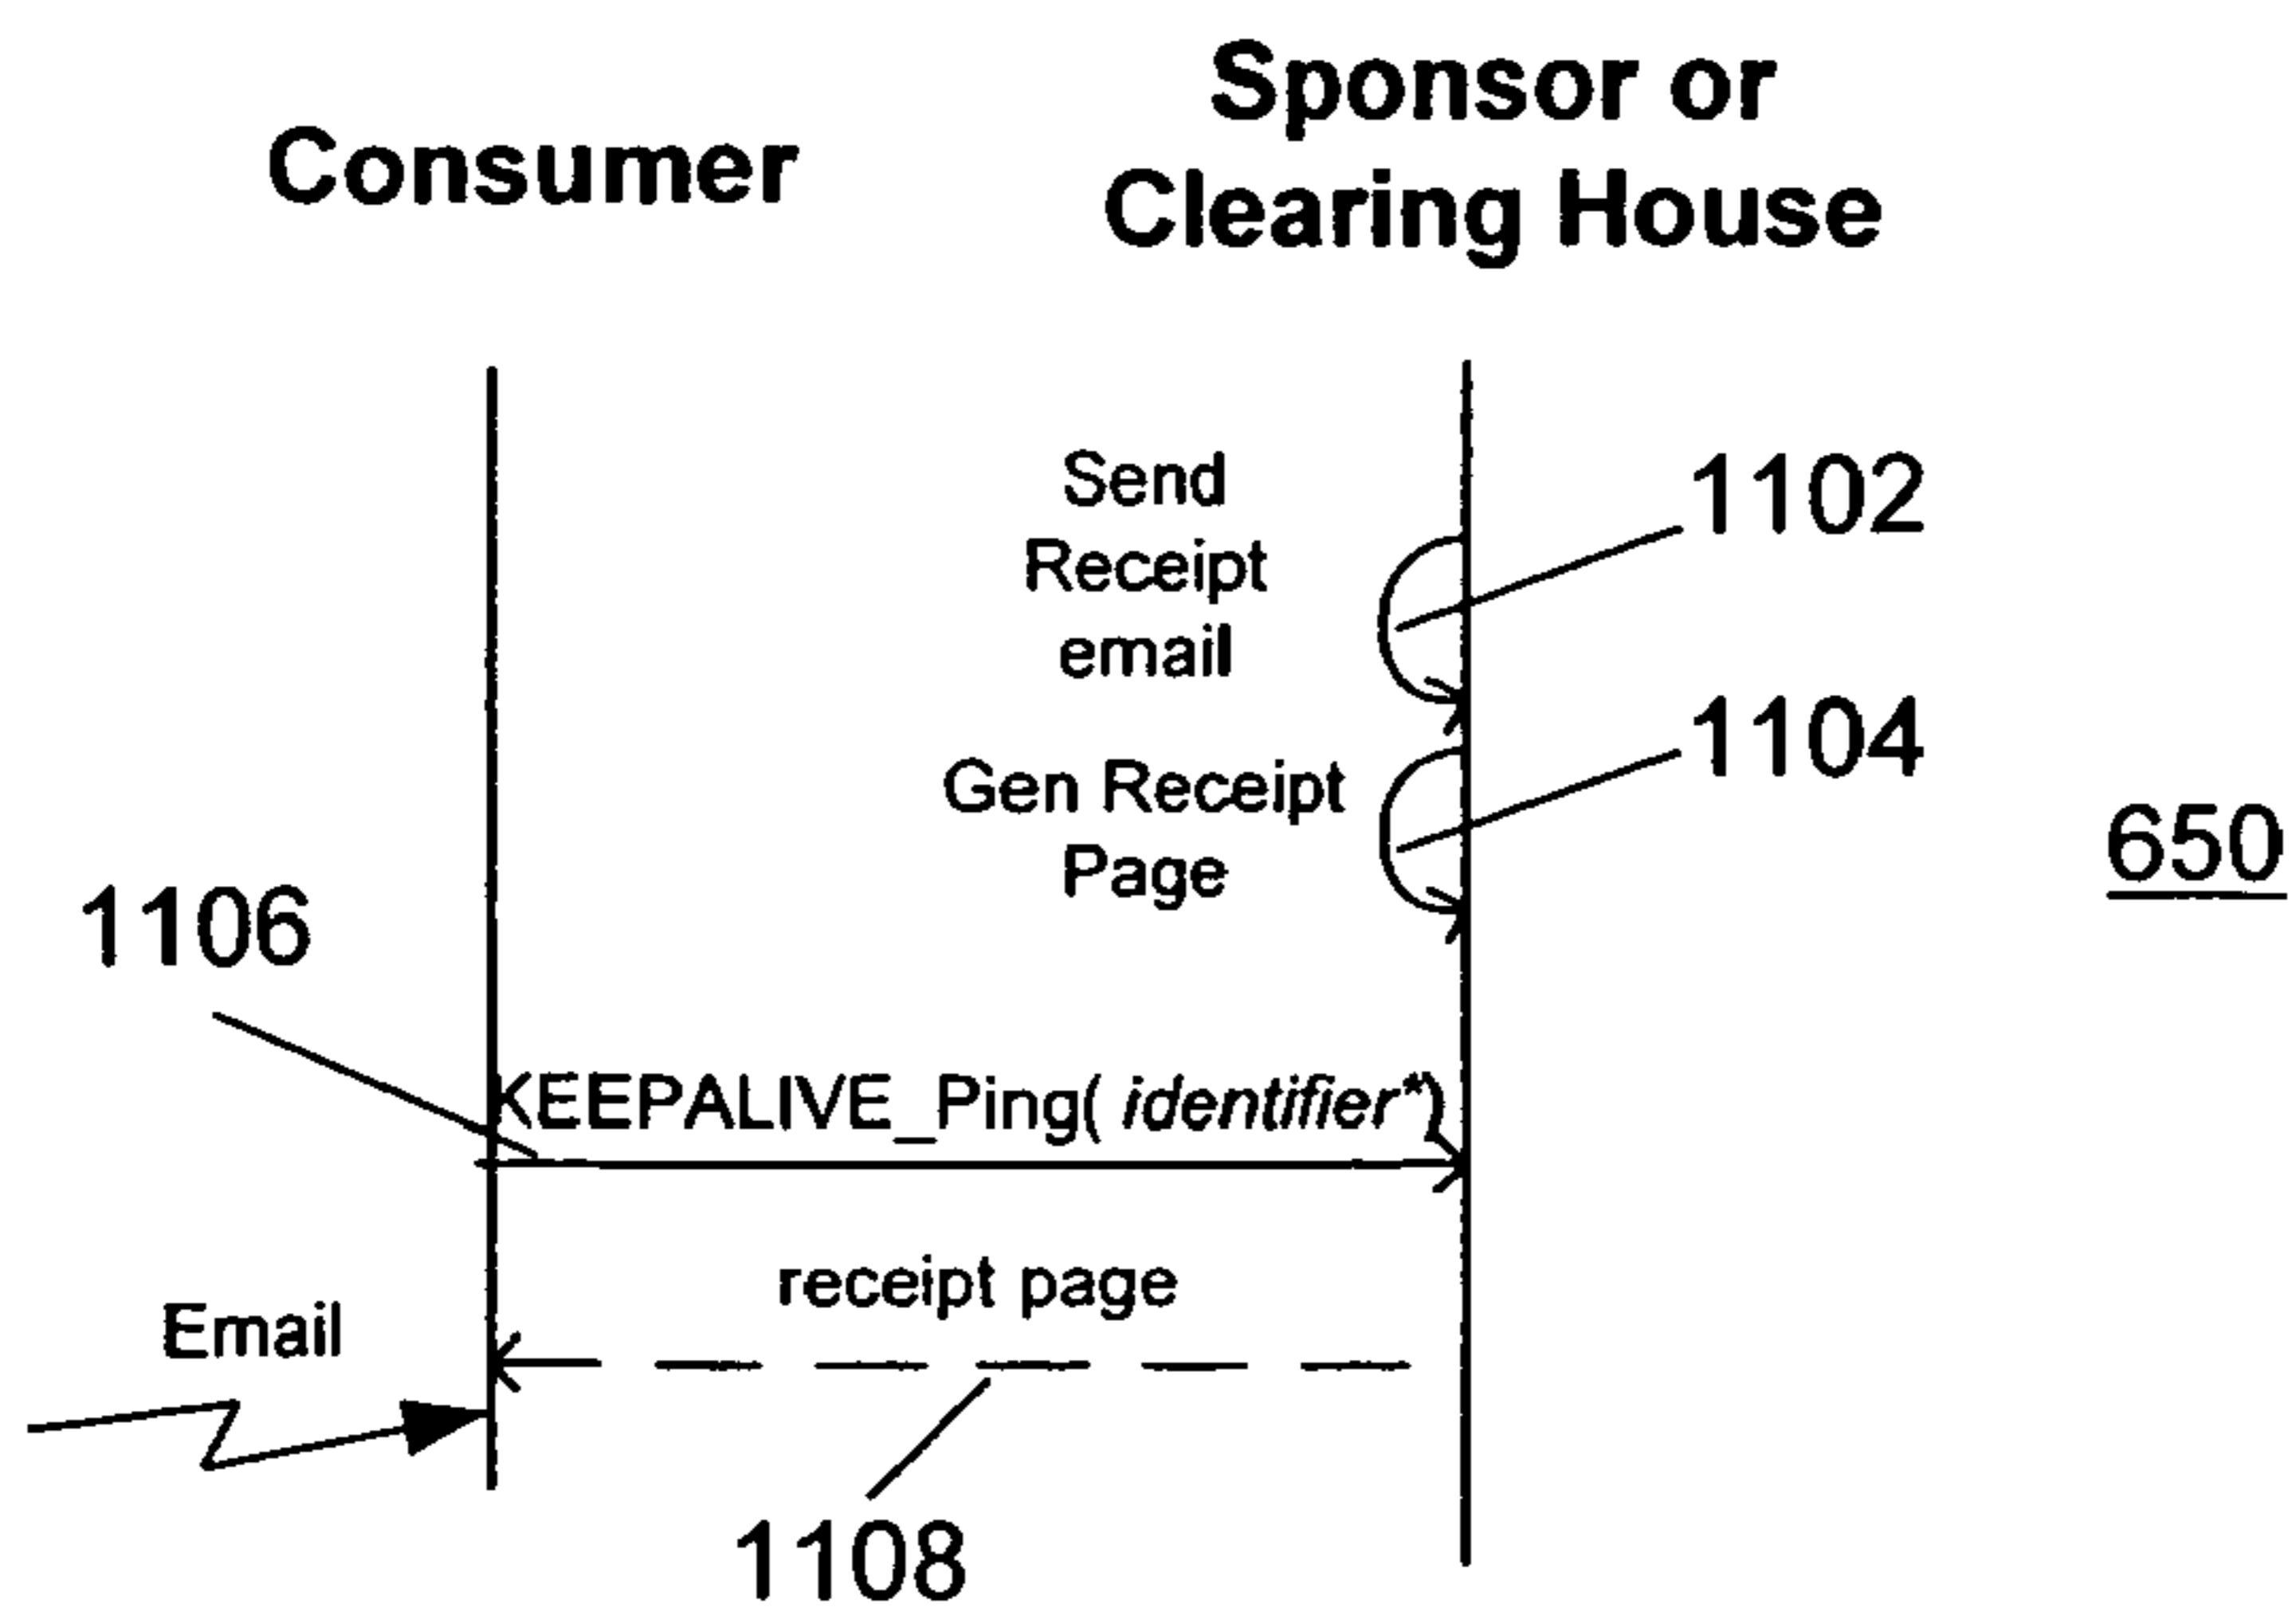 Consumer
Sponsor or
Clearing House
Send
Receipt
email
1102
Gen Receipt
Page
1104
650
1106
KEEPALIVE_Ping( identifier*)
receipt page
Email
1108